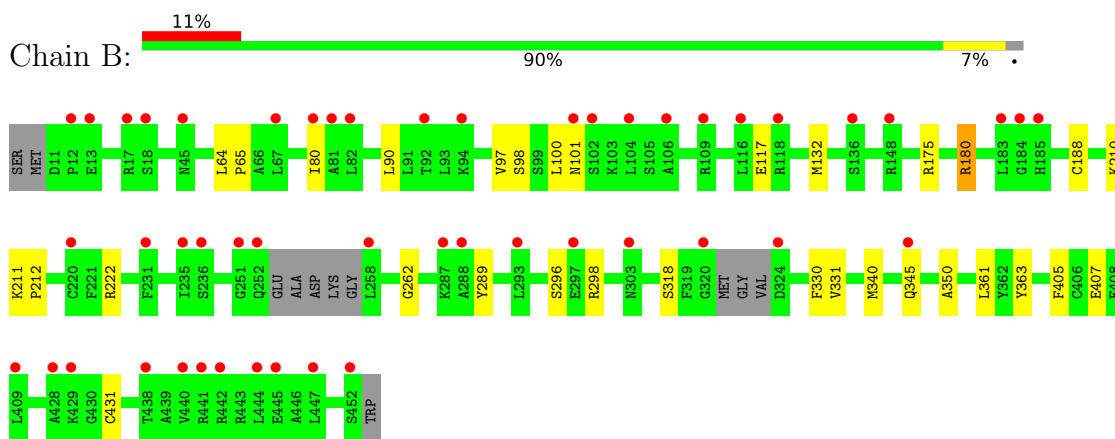 11%
Chain B:
90% 7% •
SER MET D11 P12 E13 R17 S18 N45 L64 P65 A66 L67 I80 A81 L82 L90 L91 T92 L93 K94 V97 S98 S99 L100 N101 S102 K103 L104 S105 A106 R109 L116 E117 R118 M132 S136 R148 R175 R180 L183 G184 H185 C188 K210
K211 P212 C220 F221 R222 F231 I235 S236 G251 Q252 GLU ALA ASP LYS GLY L258 G262 K287 A288 Y289 L293 S296 E297 R298 N303 S318 F319 G320 MET GLY VAL D324 F330 V331 M340 Q345 A350 L361 Y362 Y363 F405 C406 E407 E408
L409 A428 K429 G430 C431 T438 A439 V440 R441 R442 R443 L444 E445 A446 L447 S452 TRP